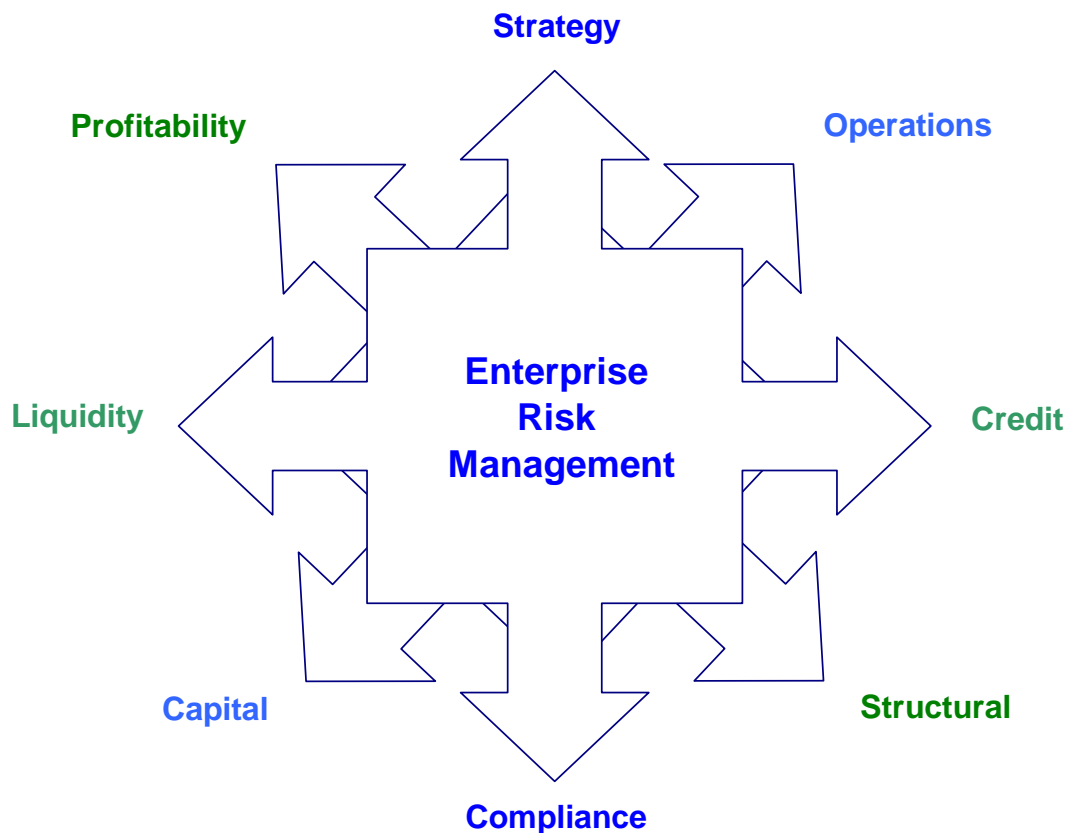 Strategy
Profitability
Operations
Enterprise
Risk
Management
Liquidity
Credit
Capital
Structural
Compliance